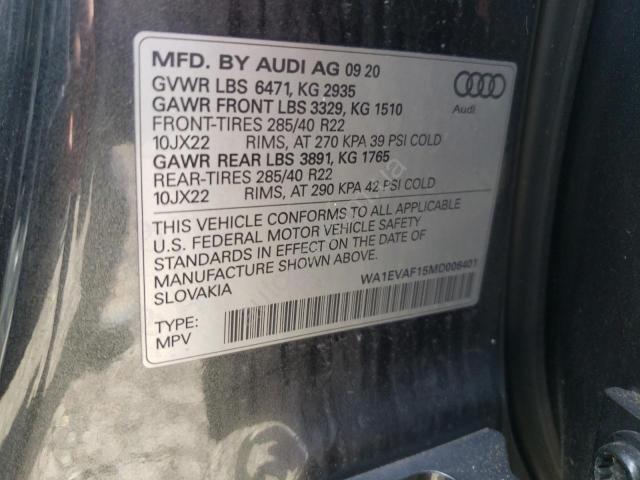 MFD. BY AUDI AG 09 20
GVWR LBS 6471, KG 2935
GAWR FRONT LBS 3329, KG 1510
FRONT-TIRES 285/40 R22
10JX22 RIMS, AT 270 KPA 39 PSI COLD
GAWR REAR LBS 3891, KG 1765
REAR-TIRES 285/40 R22
10JX22 RIMS, AT 290 KPA 42 PSI COLD
Audi
THIS VEHICLE CONFORMS TO ALL APPLICABLE
U.S. FEDERAL MOTOR VEHICLE SAFETY
STANDARDS IN EFFECT ON THE DATE OF
MANUFACTURE SHOWN ABOVE.
SLOVAKIA
WA1EVAF15MD006401
TYPE:
MPV